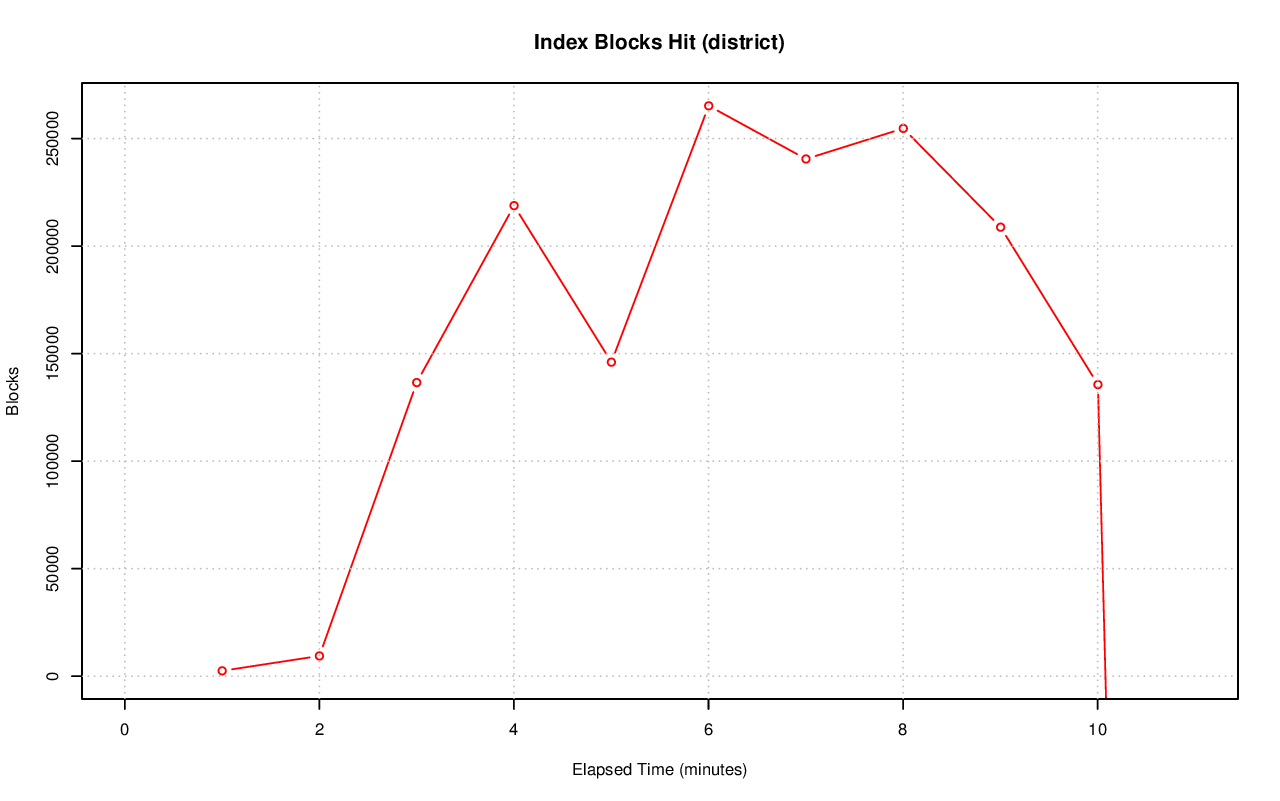 Index Blocks Hit (district)
250000
200000
150000
100000
50000
0
Blocks
0 2 4 6 8 10
Elapsed Time (minutes)